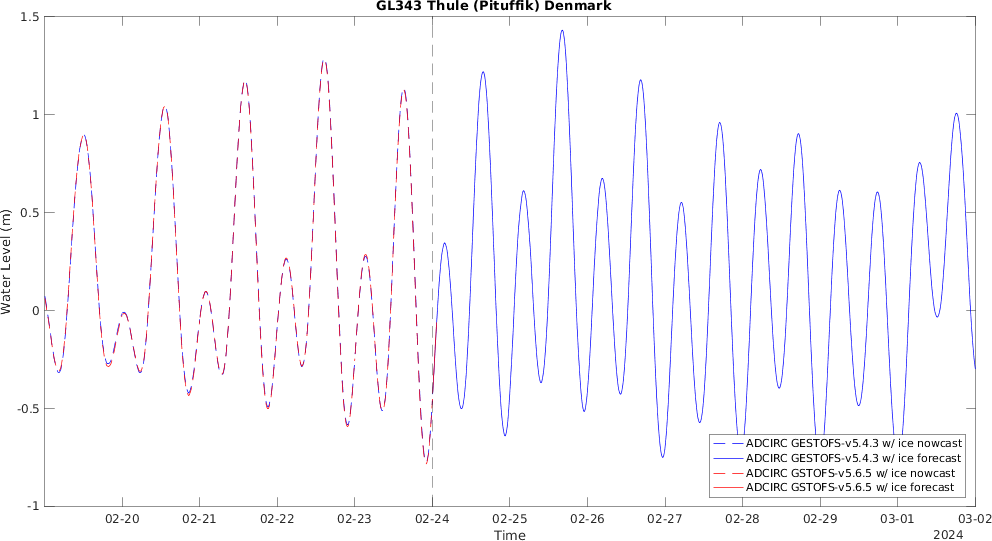 GL343 Thule (Pituffik) Denmark
1.5
1
0.5
0
-0.5
-1
Water Level (m)
ADCIRC GESTOFS-v5.4.3 w/ ice nowcast
ADCIRC GESTOFS-v5.4.3 w/ ice forecast
ADCIRC GSTOFS-v5.6.5 w/ ice nowcast
ADCIRC GSTOFS-v5.6.5 w/ ice forecast
02-20 02-21 02-22 02-23 02-24 02-25 02-26 02-27 02-28 02-29 03-01 03-02
Time
2024